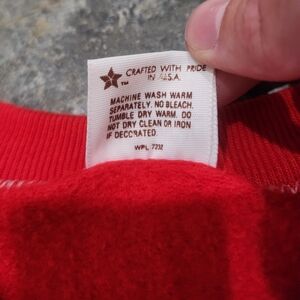 CRAFTED WITH PRIDE
IN U.S.A.
TM
MACHINE WASH WARM
SEPARATELY. NO BLEACH.
TUMBLE DRY WARM. DO
NOT DRY CLEAN OR IRON
IF DECORATED.
WPL 7232